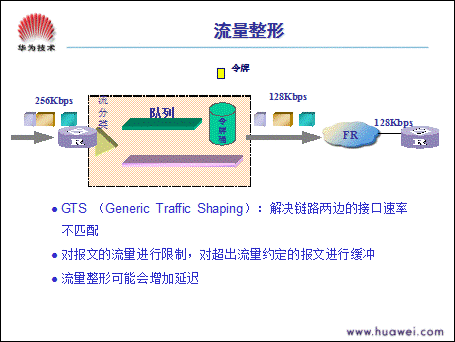 华为技术
流量整形
令牌
256Kbps
流
分
类
队列
令
牌
桶
128Kbps
R
FR
128Kbps
R
GTS （Generic Traffic Shaping）：解决链路两边的接口速率
不匹配
对报文的流量进行限制，对超出流量约定的报文进行缓冲
流量整形可能会增加延迟
www.huawei.com